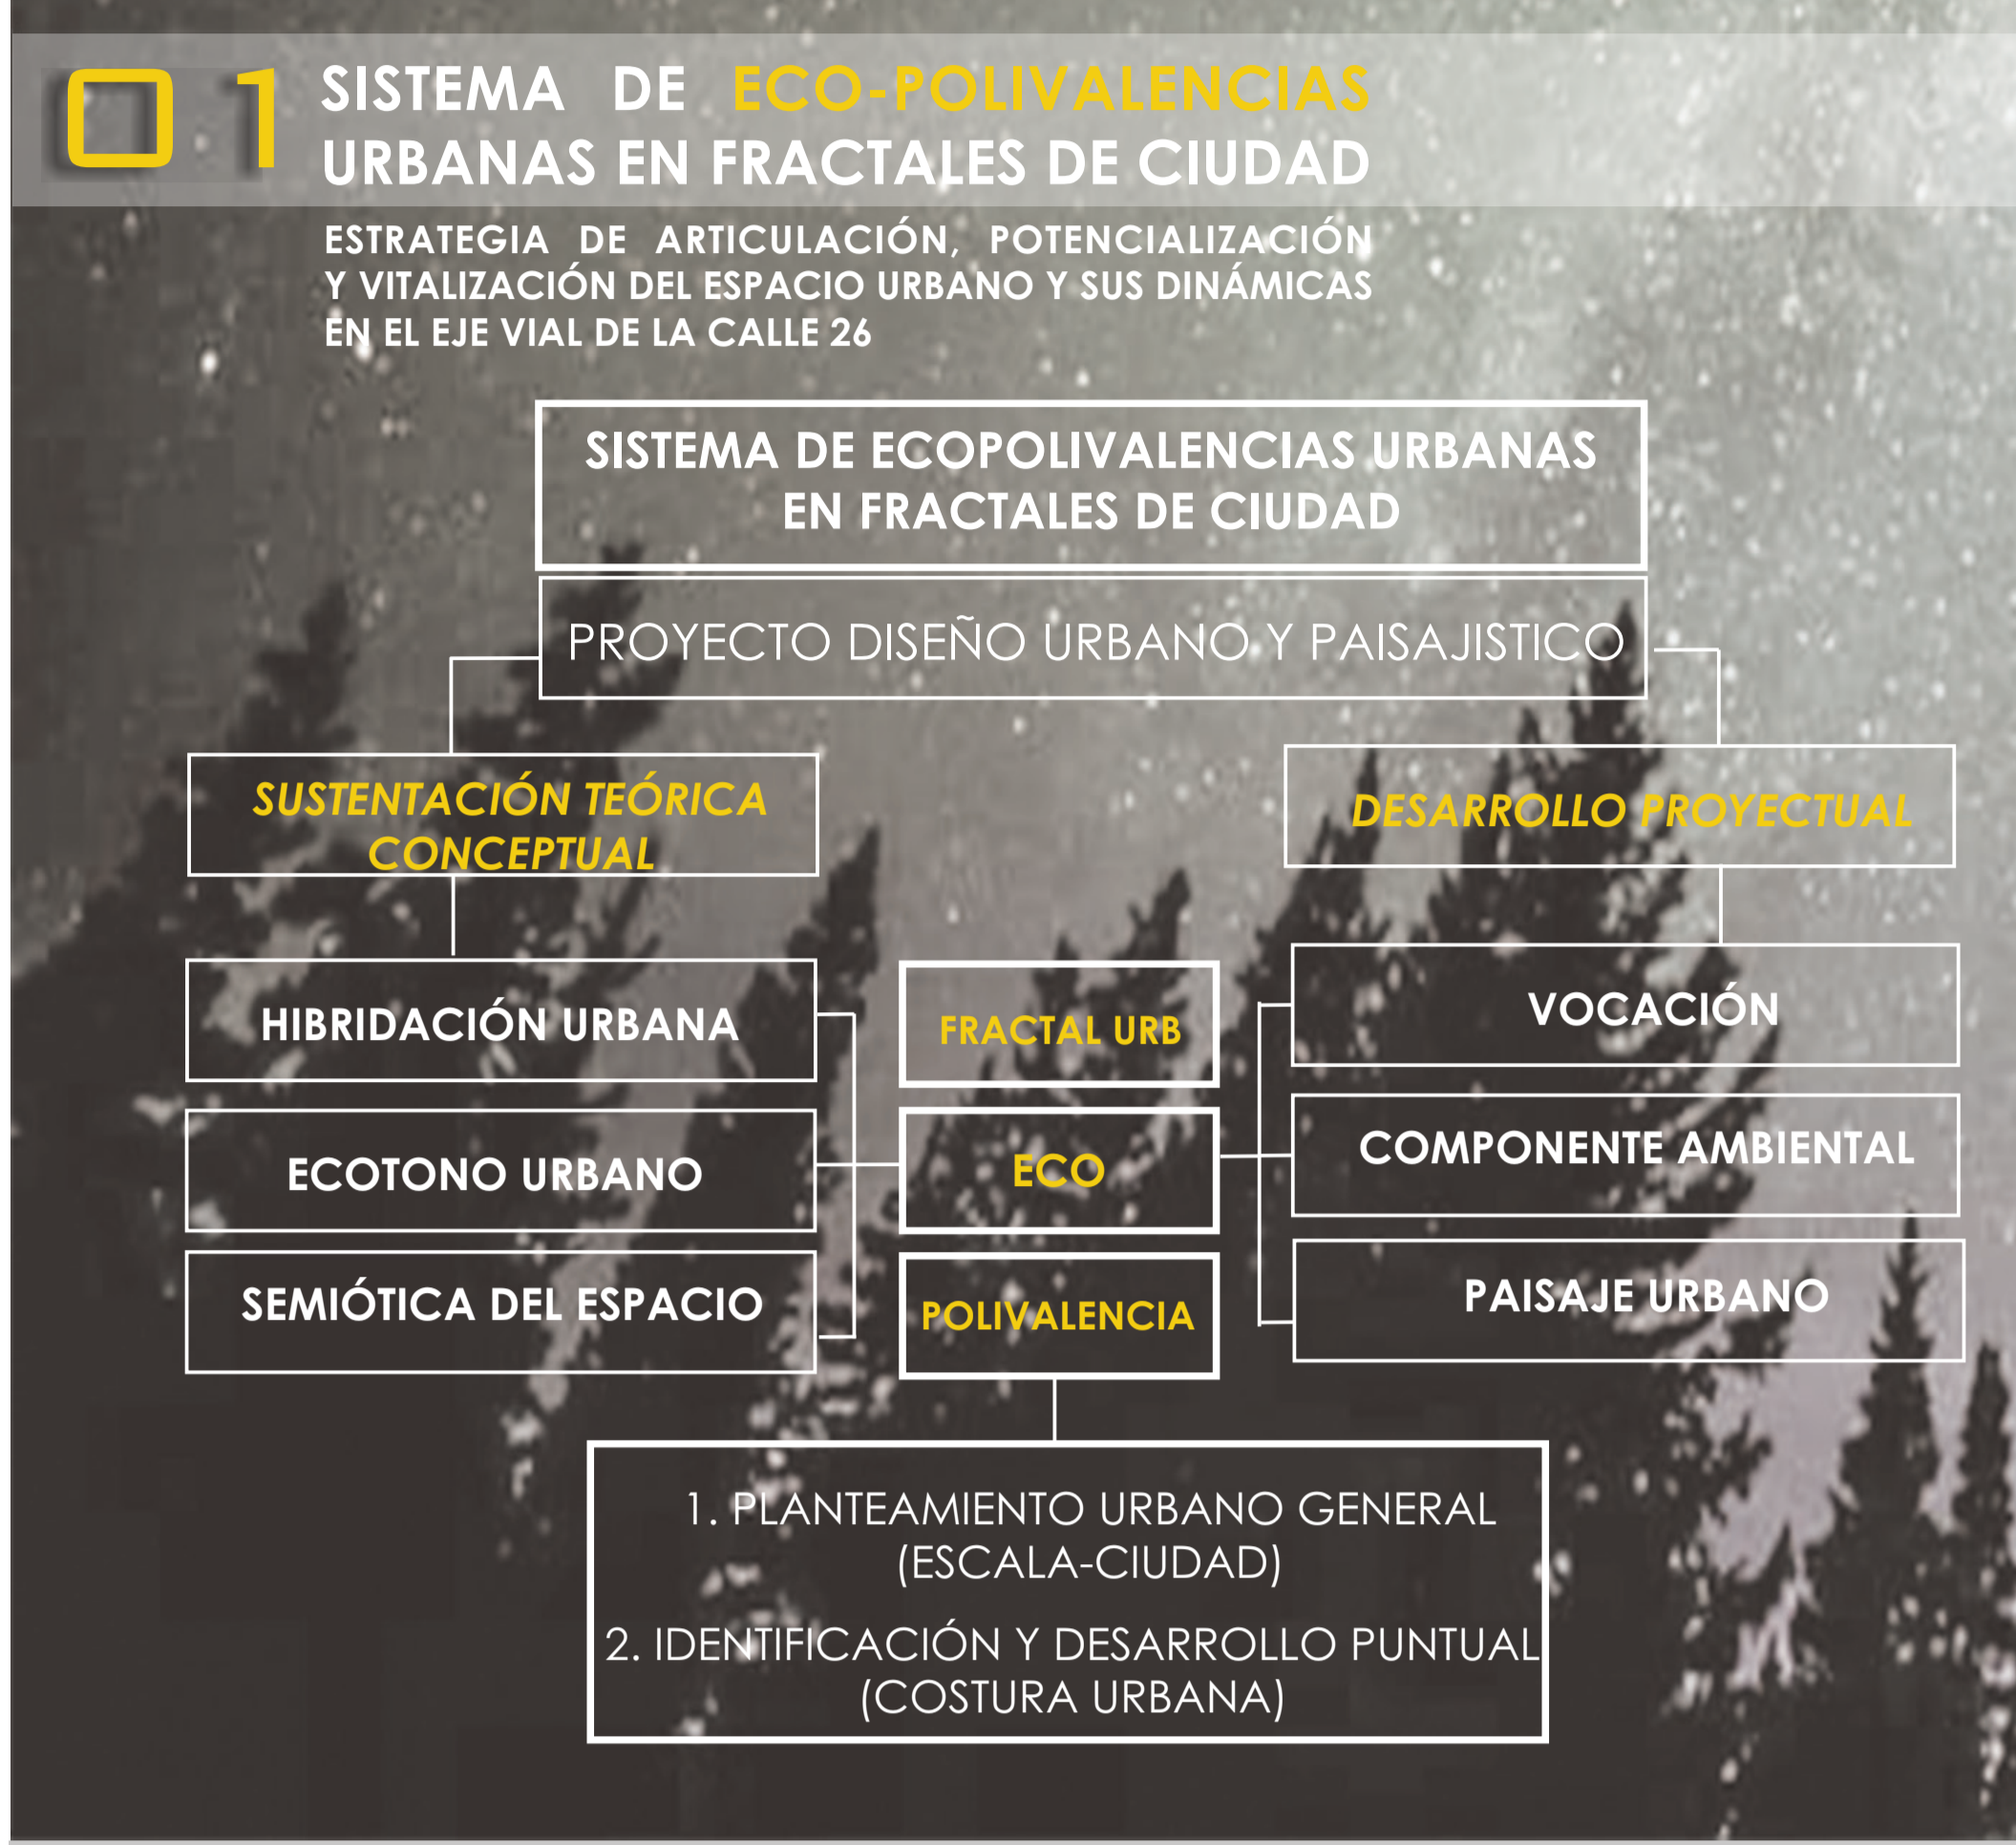 01
SISTEMA DE ECO-POLIVALENCIAS
URBANAS EN FRACTALES DE CIUDAD
ESTRATEGIA DE ARTICULACIÓN, POTENCIALIZACIÓN
Y VITALIZACIÓN DEL ESPACIO URBANO Y SUS DINÁMICAS
EN EL EJE VIAL DE LA CALLE 26
SISTEMA DE ECOPOLIVALENCIAS URBANAS
EN FRACTALES DE CIUDAD
PROYECTO DISEÑO URBANO Y PAISAJISTICO
SUSTENTACIÓN TEÓRICA
CONCEPTUAL
DESARROLLO PROYECTUAL
HIBRIDACIÓN URBANA
ECOTONO URBANO
SEMIÓTICA DEL ESPACIO
FRACTAL URB
ECO
POLIVALENCIA
VOCACIÓN
COMPONENTE AMBIENTAL
PAISAJE URBANO
1. PLANTEAMIENTO URBANO GENERAL
(ESCALA-CIUDAD)
2. IDENTIFICACIÓN Y DESARROLLO PUNTUAL
(COSTURA URBANA)